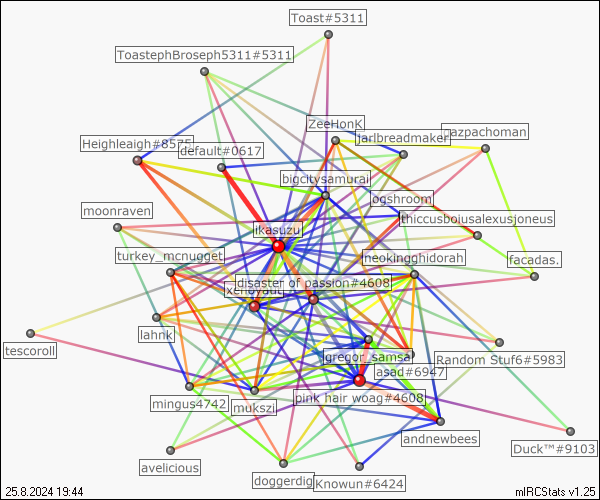 Toast#5311
ToastephBroseph5311#5311
ZeeHonK
jarlbreadmaker
gazpachoman
Heighleigh#8575
default#0617
bigcitysamurai
ogshroom
moonraven
thiccusboiusalexusjoneus
ikasuzu
turkey_mcnugget
neokingghidorah
facadas.
disaster of passion#4608
lahnk
tescoroll
gregor_samsa
Random Stuf6#5983
asad#6947
mingus4742
mukszi
pink hair woag#4608
andnewbees
Duck™#9103
avelicious
doggerdig
Knowun#6424
25.8.2024 19:44
mIRCStats v1.25